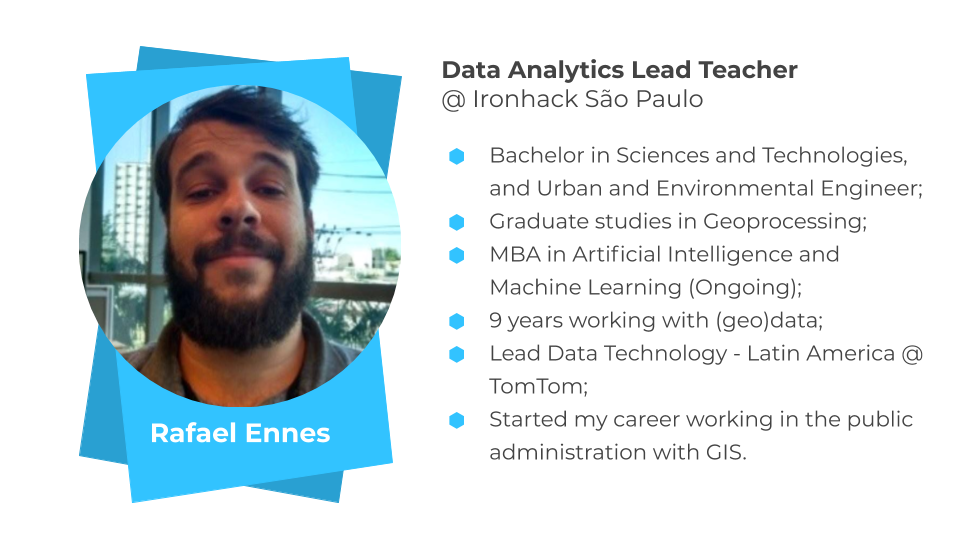 Data Analytics Lead Teacher
@ Ironhack São Paulo
Bachelor in Sciences and Technologies,
and Urban and Environmental Engineer;
Graduate studies in Geoprocessing;
MBA in Artificial Intelligence and
Machine Learning (Ongoing);
9 years working with (geo)data;
Lead Data Technology - Latin America @
TomTom;
Started my career working in the public
administration with GIS.
Rafael Ennes